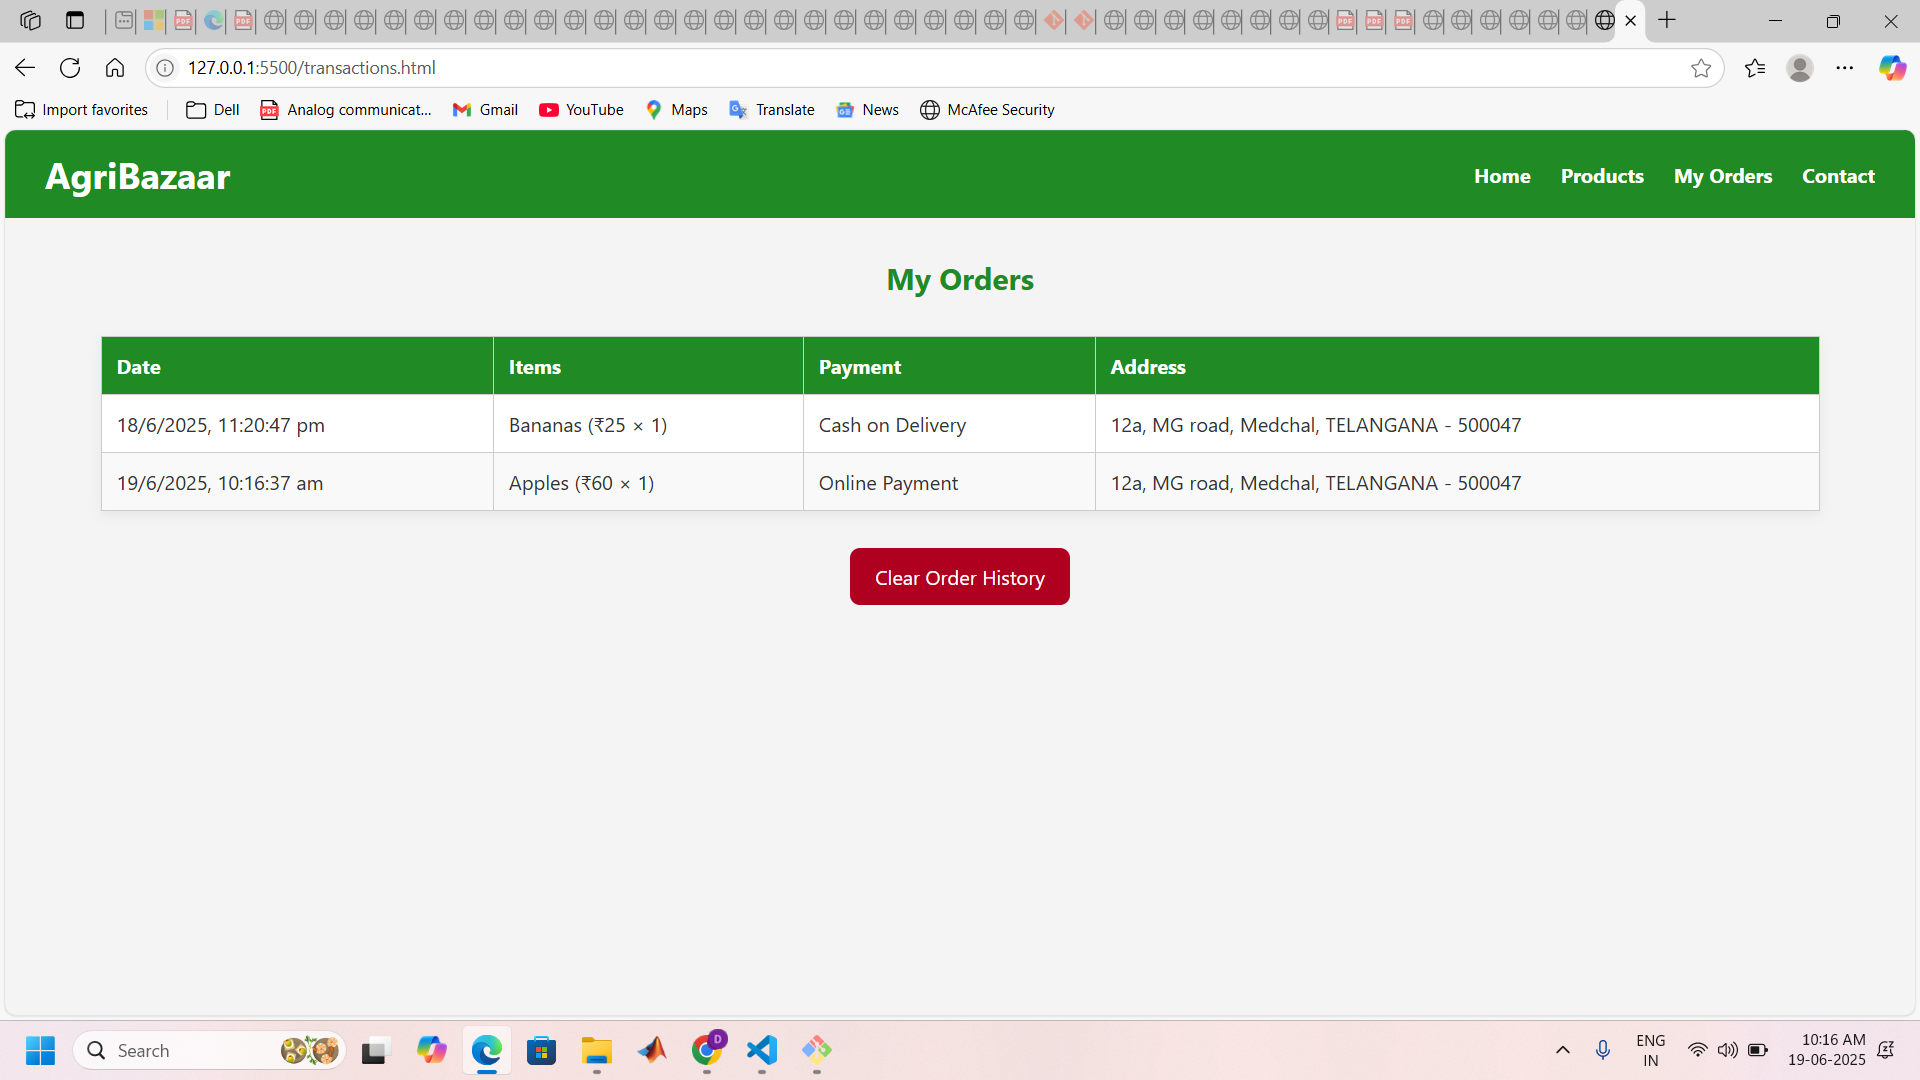 127.0.0.1:5500/transactions.html
Import favorites Dell Analog communicat... Gmail YouTube Maps Translate News McAfee Security
AgriBazaar Home Products My Orders Contact
My Orders
Date Items Payment Address
18/6/2025, 11:20:47 pm Bananas (₹25 × 1) Cash on Delivery 12a, MG road, Medchal, TELANGANA - 500047
19/6/2025, 10:16:37 am Apples (₹60 × 1) Online Payment 12a, MG road, Medchal, TELANGANA - 500047
Clear Order History
Search D ENG 10:16 AM
IN 19-06-2025